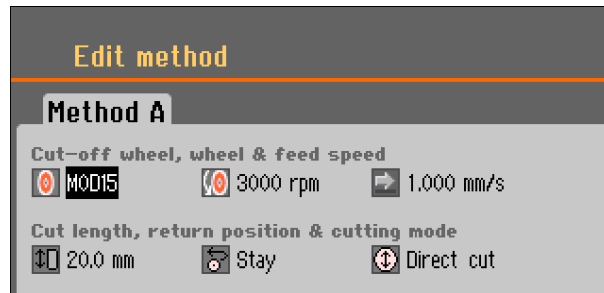 Edit method
Method A
Cut-off wheel, wheel & feed speed
MOD15 3000 rpm 1.000 mm/s
Cut length, return position & cutting mode
20.0 mm Stay Direct cut